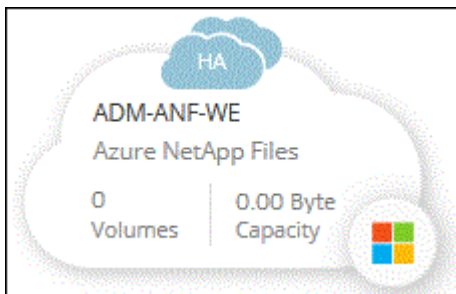 HA
ADM-ANF-WE
Azure NetApp Files
0
Volumes
0.00 Byte
Capacity